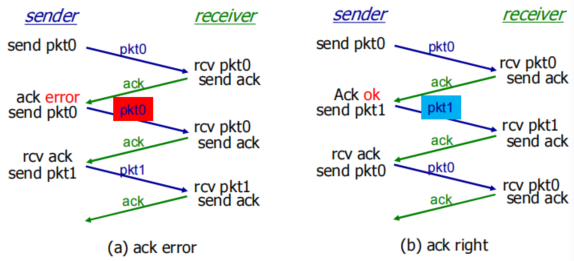 sender receiver
send pkt0
pkt0
rcv pkt0
send ack
ack
ack error
send pkt0
pkt0
rcv pkt0
send ack
ack
rcv ack
send pkt1
pkt1
rcv pkt1
send ack
ack
(a) ack error
sender receiver
send pkt0
pkt0
rcv pkt0
send ack
ack
Ack ok
send pkt1
pkt1
rcv pkt1
send ack
ack
rcv ack
send pkt0
pkt0
rcv pkt0
send ack
ack
(b) ack right